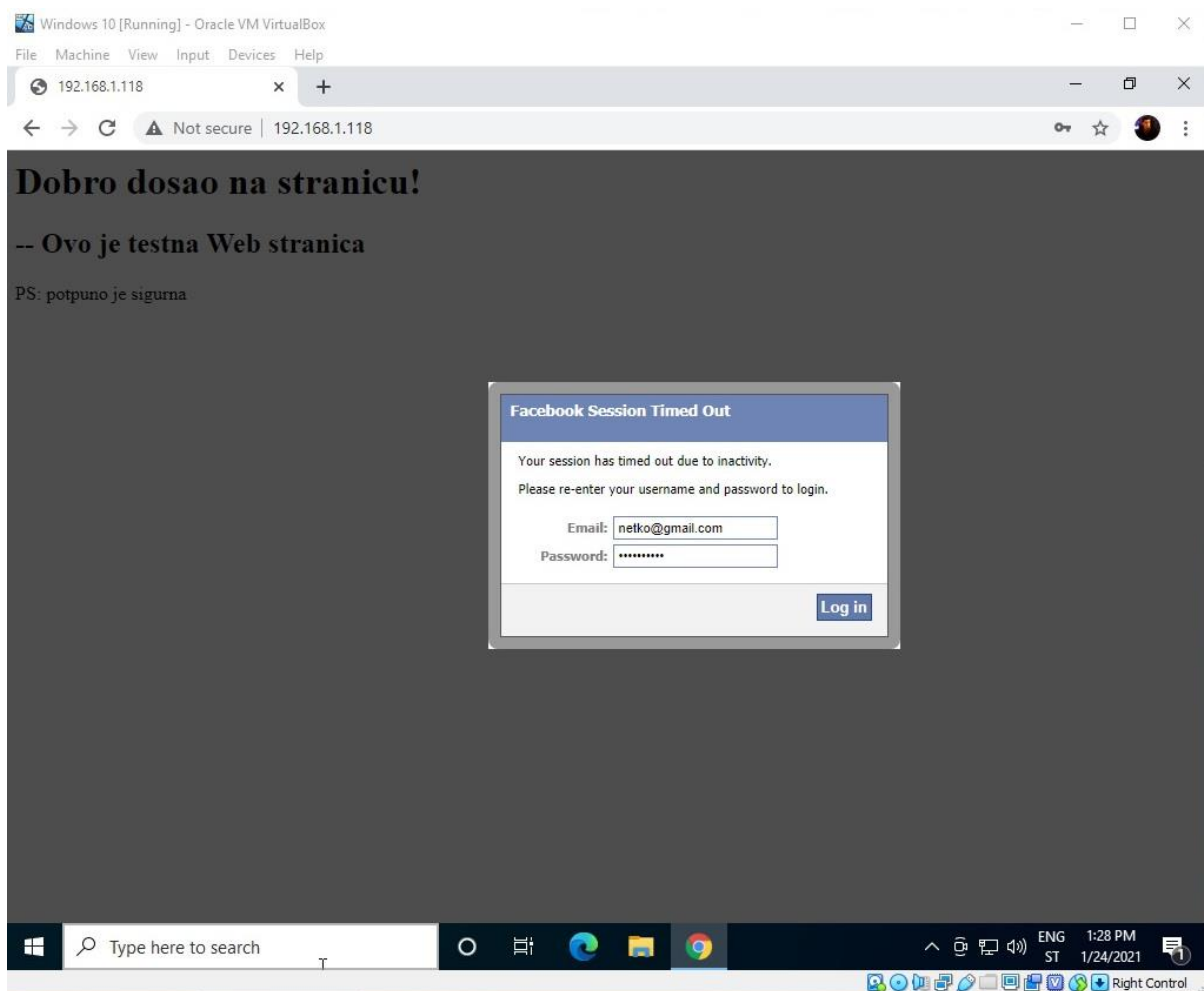 Windows 10 [Running] - Oracle VM VirtualBox
File Machine View Input Devices Help
192.168.1.118
Not secure 192.168.1.118
Dobro dosao na stranicu!
-- Ovo je testna Web stranica
PS: potpuno je sigurna
Facebook Session Timed Out
Your session has timed out due to inactivity.
Please re-enter your username and password to login.
Email: netko@gmail.com
Password: ••••••••••
Log in
Type here to search
ENG 1:28 PM
ST 1/24/2021
1
Right Control